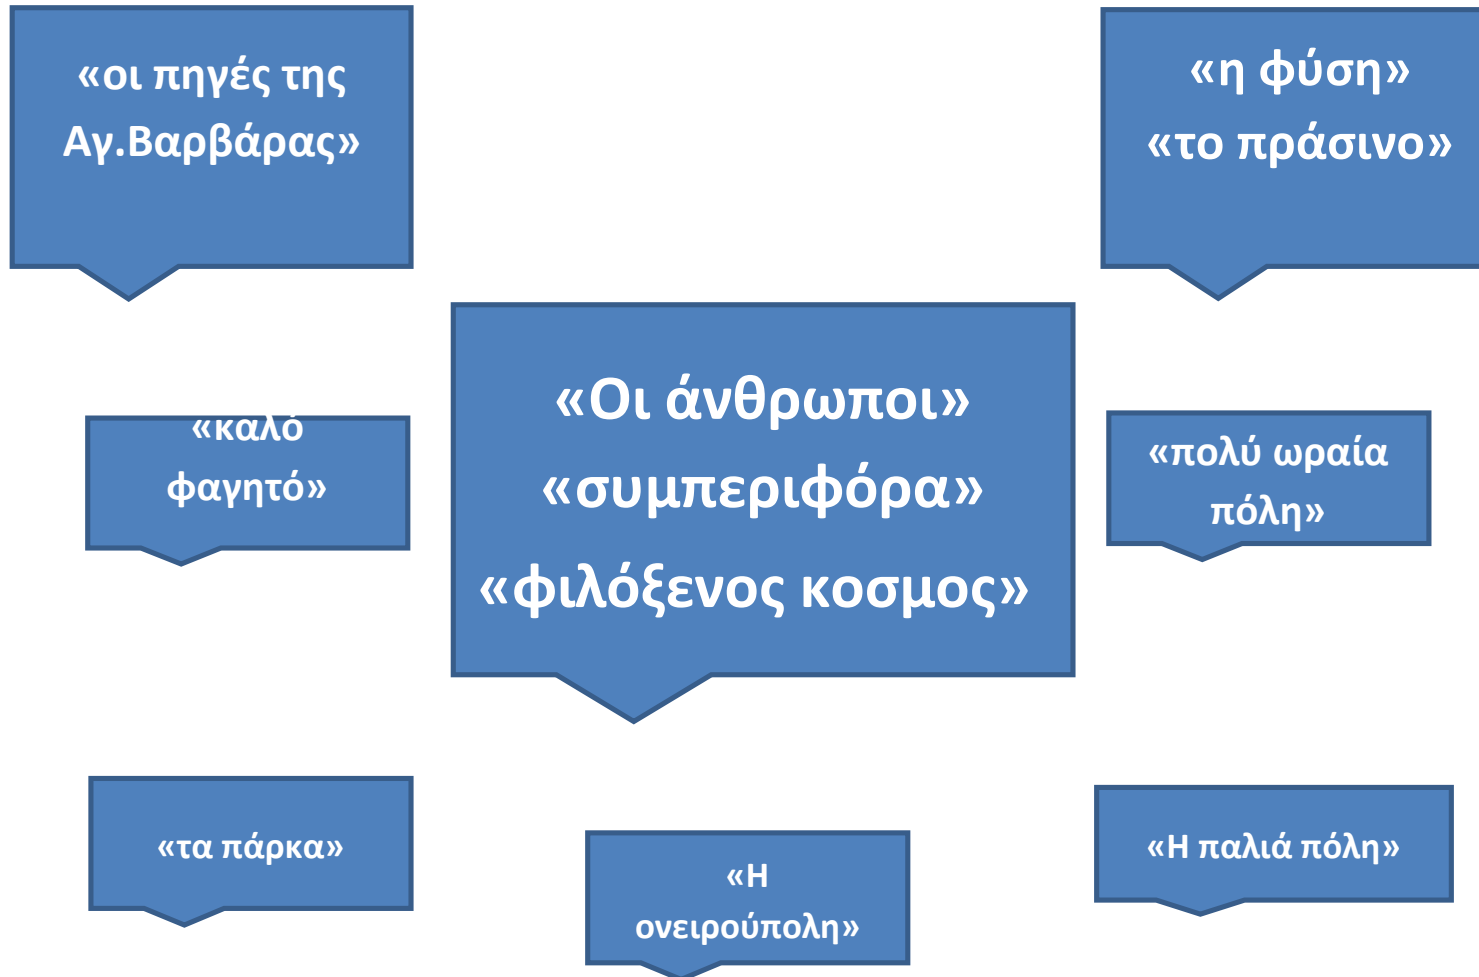 «οι πηγές της
Αγ.Βαρβάρας»
«η φύση»
«το πράσινο»
«Οι άνθρωποι»
«συμπεριφόρα»
«φιλόξενος κοσμος»
«καλό
φαγητό»
«πολύ ωραία
πόλη»
«τα πάρκα»
«Η
ονειρούπολη»
«Η παλιά πόλη»